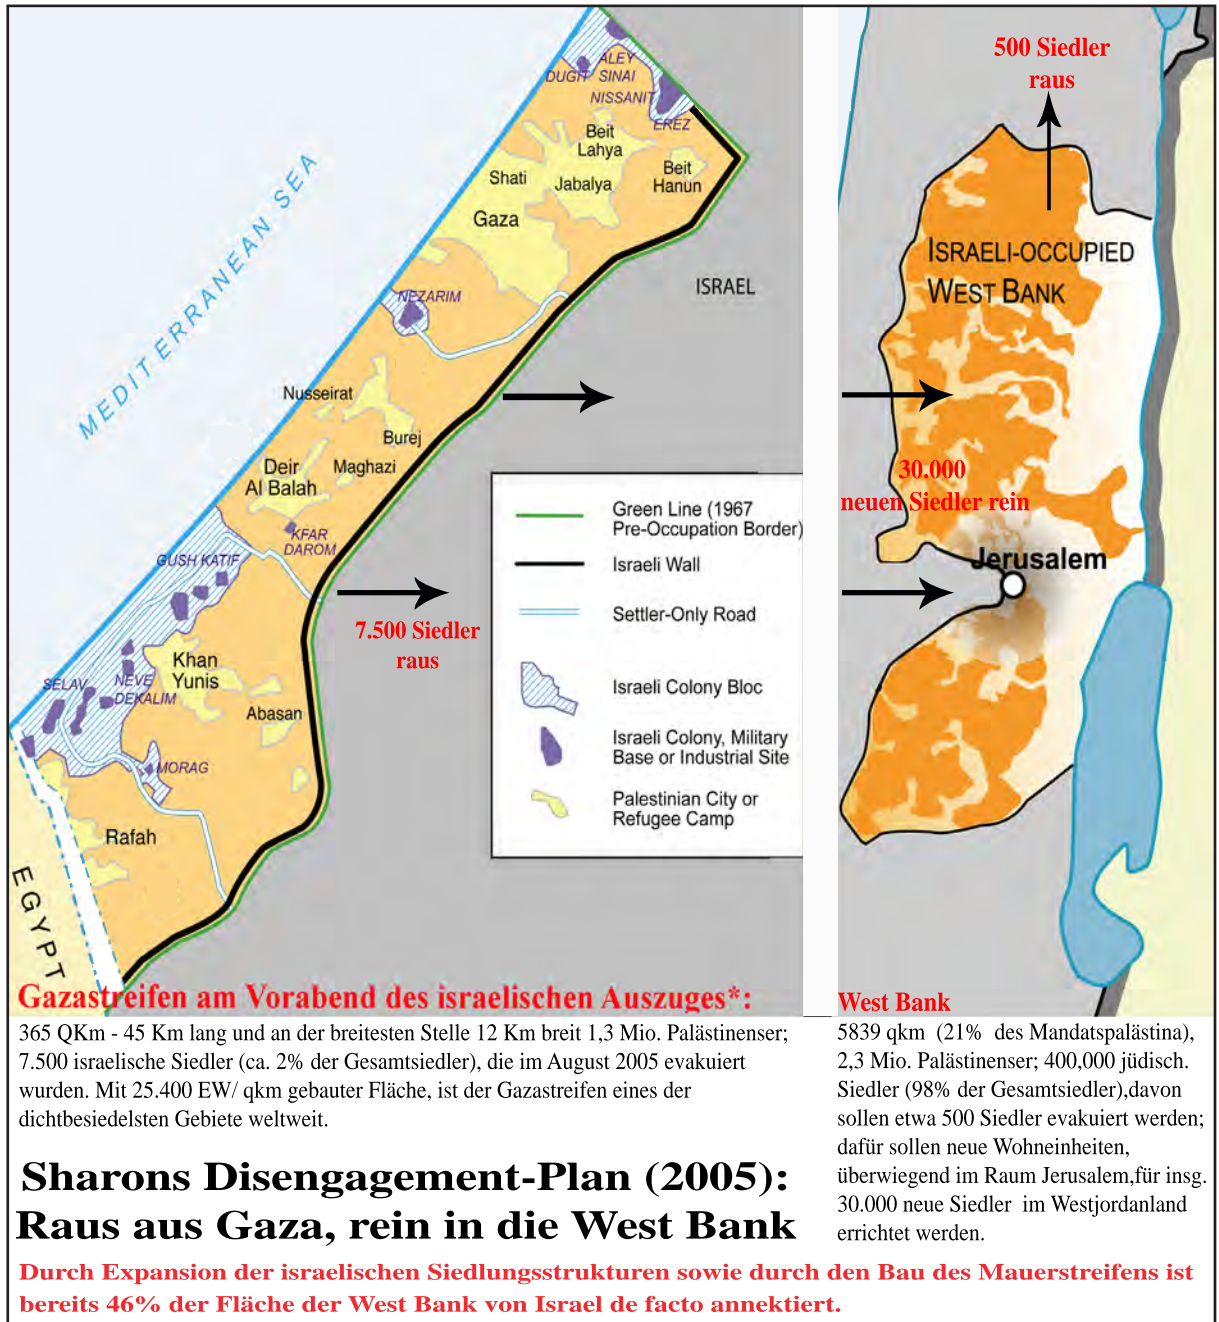 500 Siedler
raus
DUGIT
ALEY
SINAI
NISSANIT
EREZ
Beit
Lahya
Beit
Hanun
Shati
Jabalya
Gaza
MEDITERRANEAN SEA
NEZARIM
ISRAEL
ISRAELI-OCCUPIED
WEST BANK
Nusseirat
Burej
Deir
Al Balah
Maghazi
KFAR
DAROM
GUSH KATIF
30.000
neuen Siedler rein
Jerusalem
7.500 Siedler
raus
Green Line (1967
Pre-Occupation Border)
Israeli Wall
Settler-Only Road
Israeli Colony Bloc
Israeli Colony, Military
Base or Industrial Site
Palestinian City or
Refugee Camp
Khan
Yunis
SELAV
NEVE
DEKALIM
Abasan
MORAG
Rafah
EGYPT
Gazastreifen am Vorabend des israelischen Auszuges*:
365 QKm - 45 Km lang und an der breitesten Stelle 12 Km breit 1,3 Mio. Palästinenser;
7.500 israelische Siedler (ca. 2% der Gesamtsiedler), die im August 2005 evakuiert
wurden. Mit 25.400 EW/ qkm gebauter Fläche, ist der Gazastreifen eines der
dichtbesiedelsten Gebiete weltweit.
West Bank
5839 qkm (21% des Mandatspalästina),
2,3 Mio. Palästinenser; 400,000 jüdisch.
Siedler (98% der Gesamtsiedler),davon
sollen etwa 500 Siedler evakuiert werden;
dafür sollen neue Wohneinheiten,
überwiegend im Raum Jerusalem,für insg.
30.000 neue Siedler im Westjordanland
errichtet werden.
Sharons Disengagement-Plan (2005):
Raus aus Gaza, rein in die West Bank
Durch Expansion der israelischen Siedlungsstrukturen sowie durch den Bau des Mauerstreifens ist
bereits 46% der Fläche der West Bank von Israel de facto annektiert.